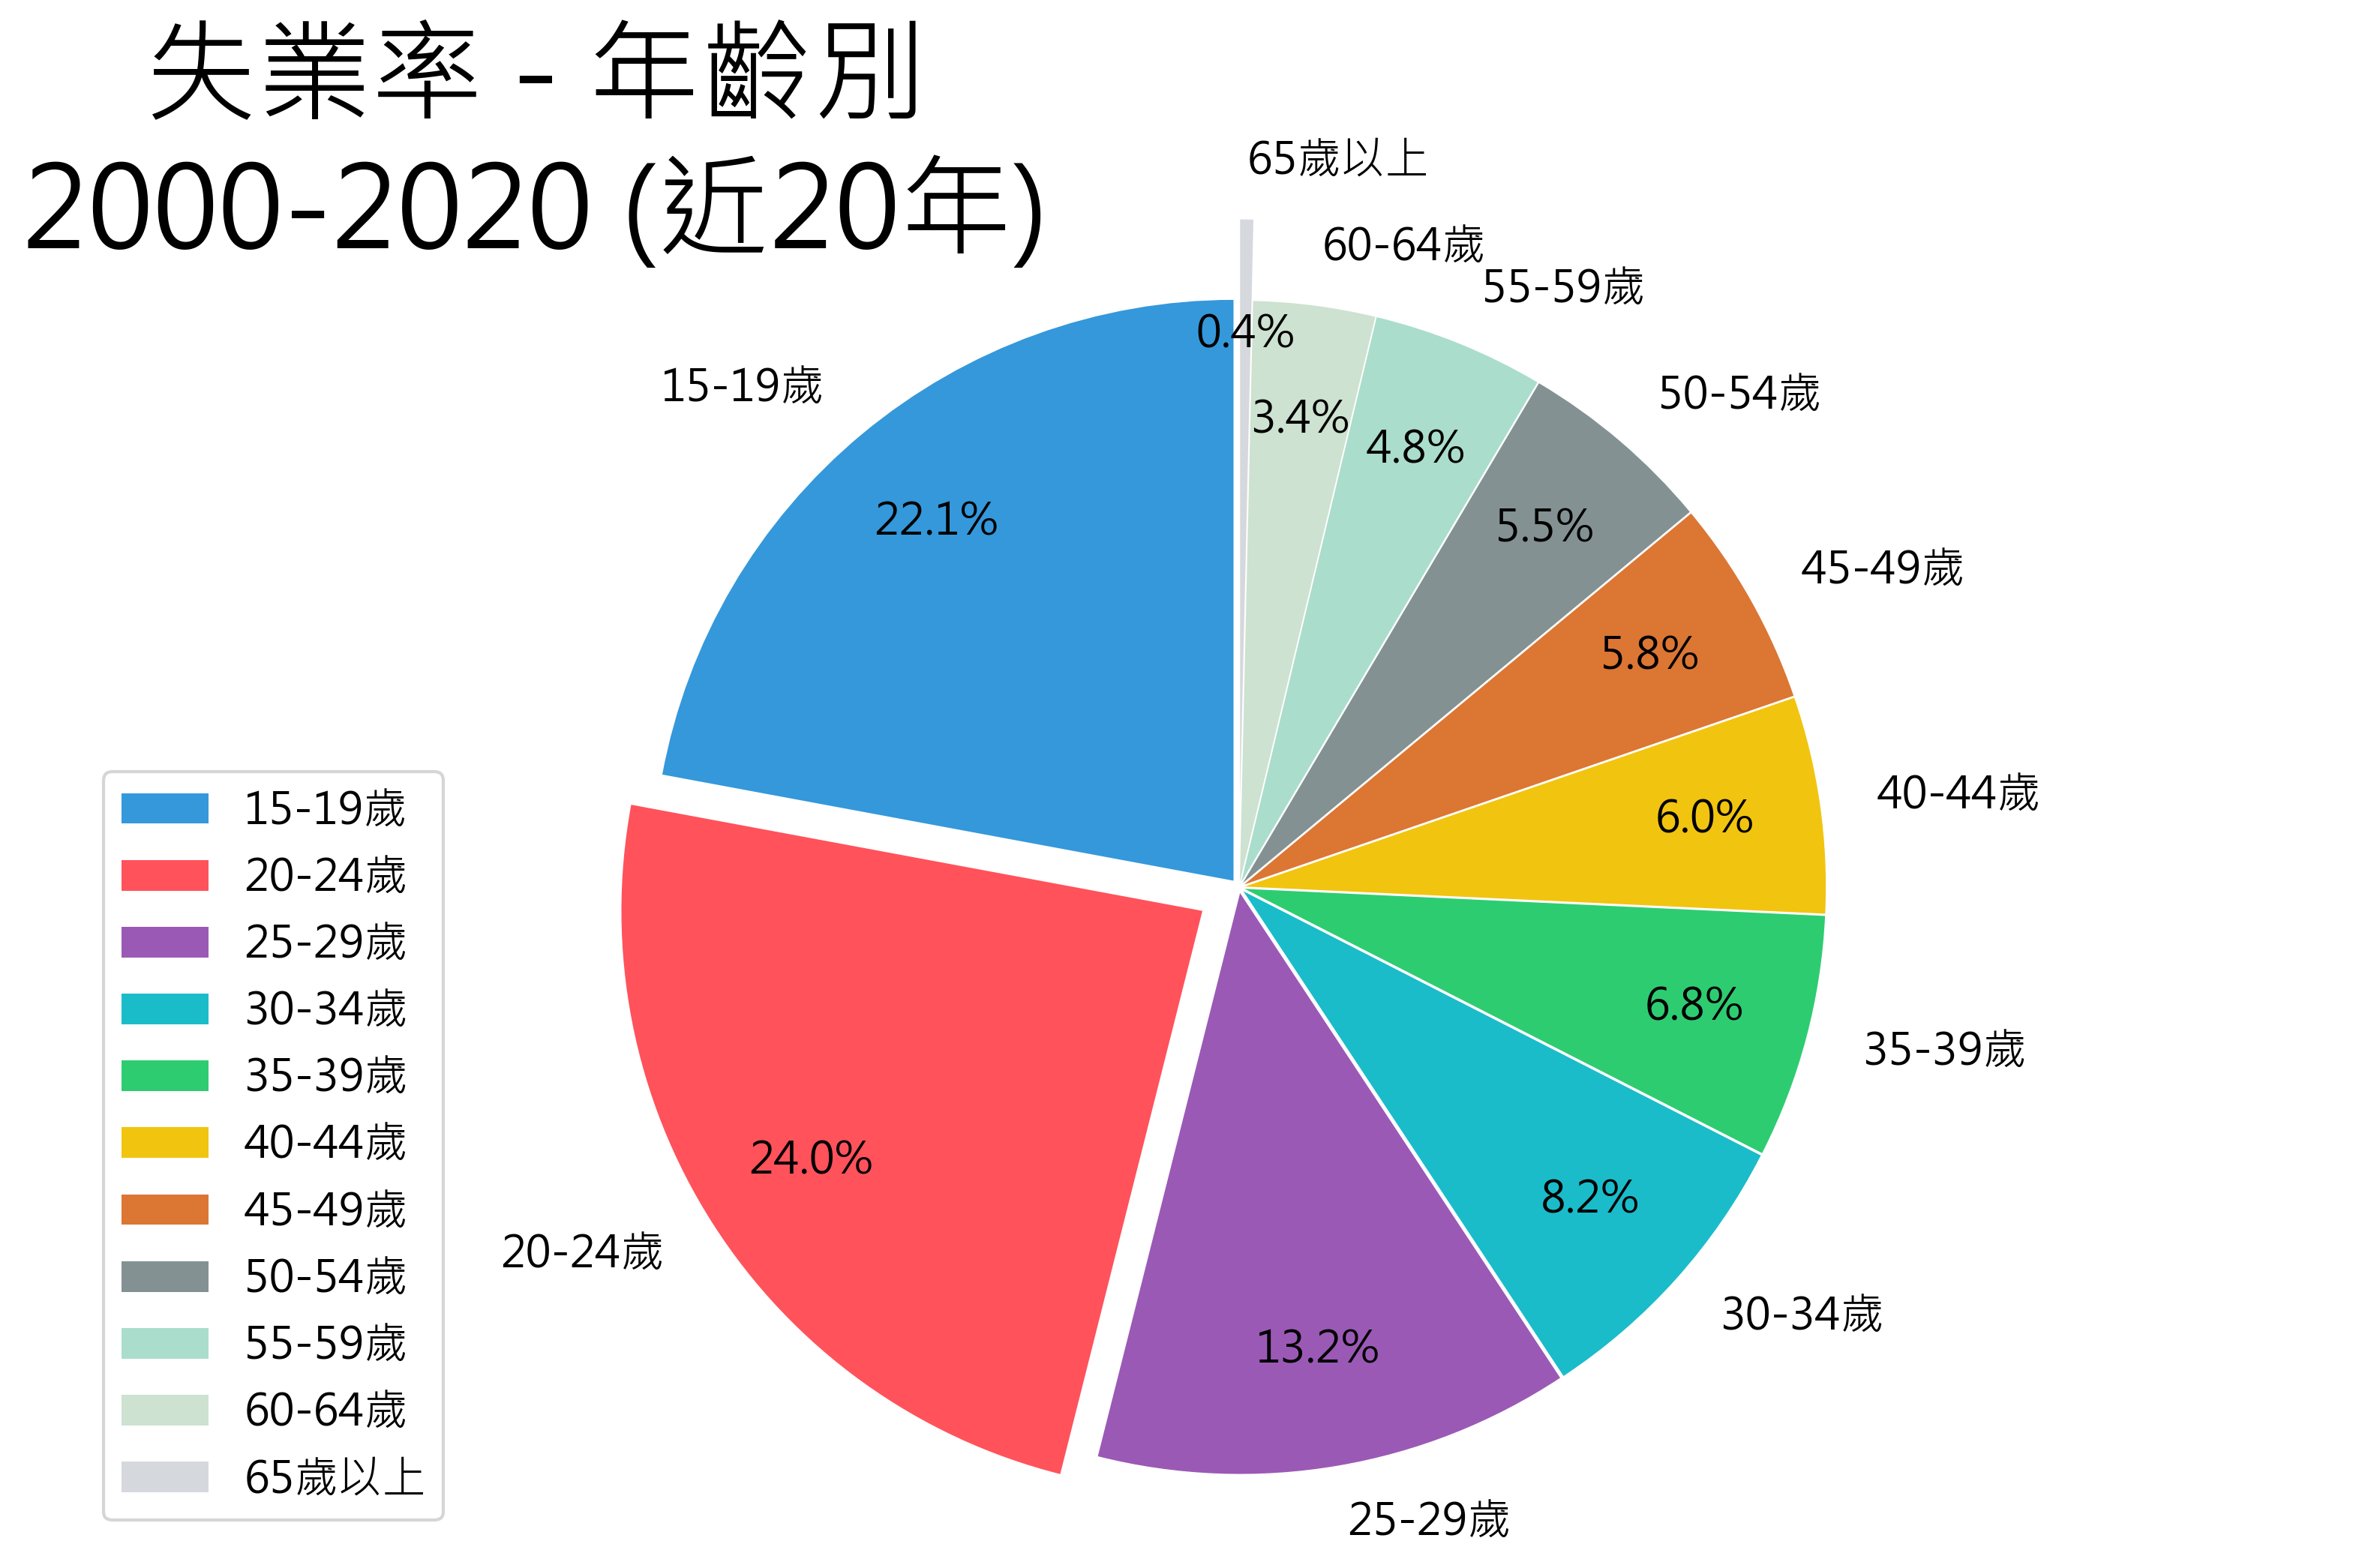 失業率 - 年齡別
2000-2020 (近20年)
65歲以上
60-64歲
55-59歲
50-54歲
45-49歲
40-44歲
35-39歲
30-34歲
25-29歲
20-24歲
15-19歲
0.4%
3.4%
4.8%
5.5%
5.8%
6.0%
6.8%
8.2%
13.2%
24.0%
22.1%
15-19歲
20-24歲
25-29歲
30-34歲
35-39歲
40-44歲
45-49歲
50-54歲
55-59歲
60-64歲
65歲以上